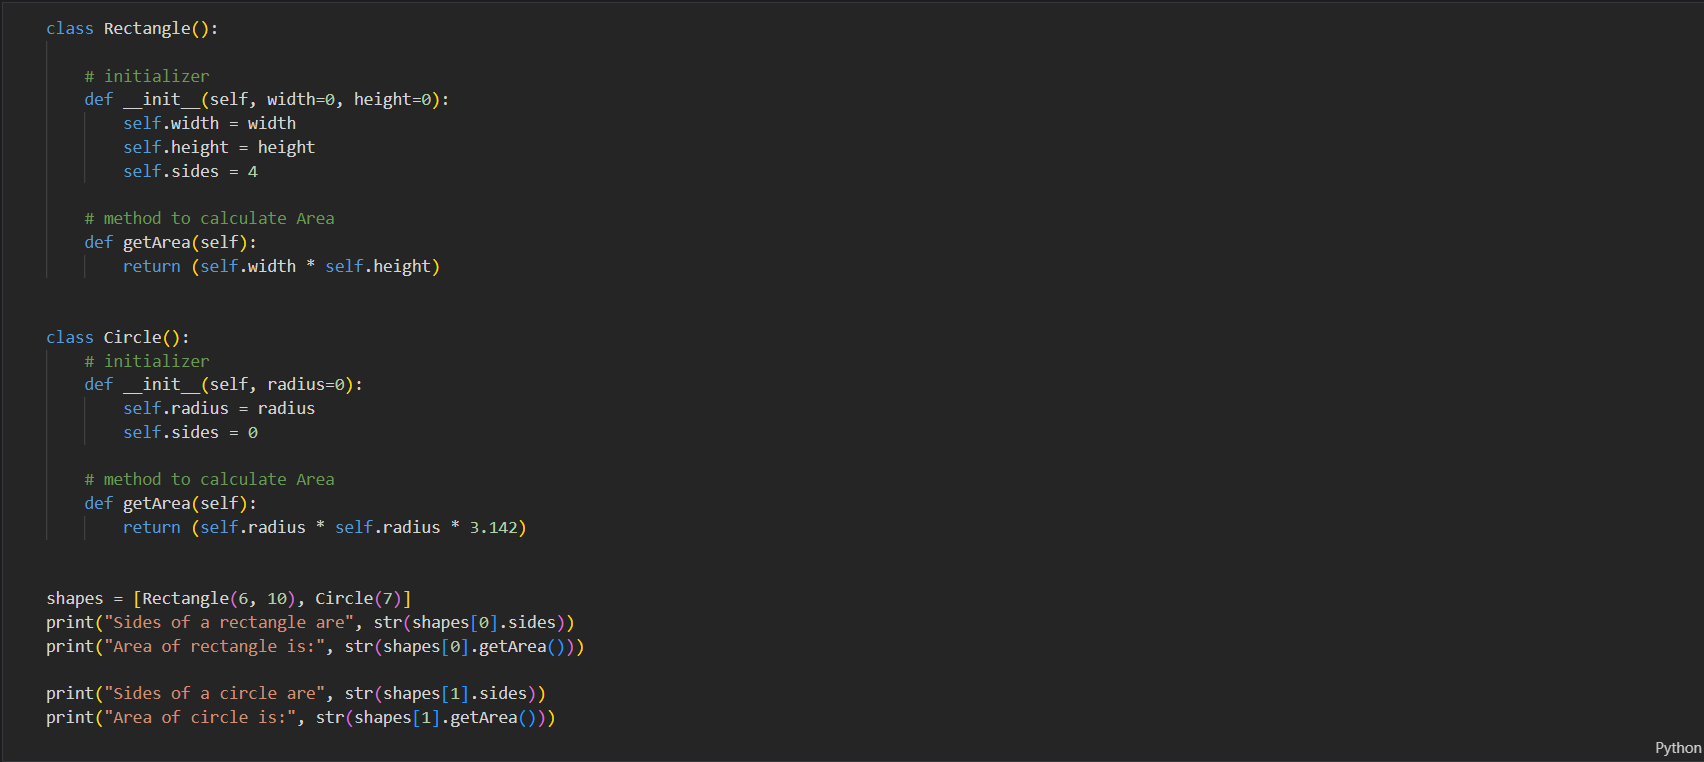 class Rectangle():
    # initializer
    def __init__(self, width=0, height=0):
        self.width = width
        self.height = height
        self.sides = 4
    # method to calculate Area
    def getArea(self):
        return (self.width * self.height)
class Circle():
    # initializer
    def __init__(self, radius=0):
        self.radius = radius
        self.sides = 0
    # method to calculate Area
    def getArea(self):
        return (self.radius * self.radius * 3.142)
shapes = [Rectangle(6, 10), Circle(7)]
print("Sides of a rectangle are", str(shapes[0].sides))
print("Area of rectangle is:", str(shapes[0].getArea()))
print("Sides of a circle are", str(shapes[1].sides))
print("Area of circle is:", str(shapes[1].getArea()))
Python